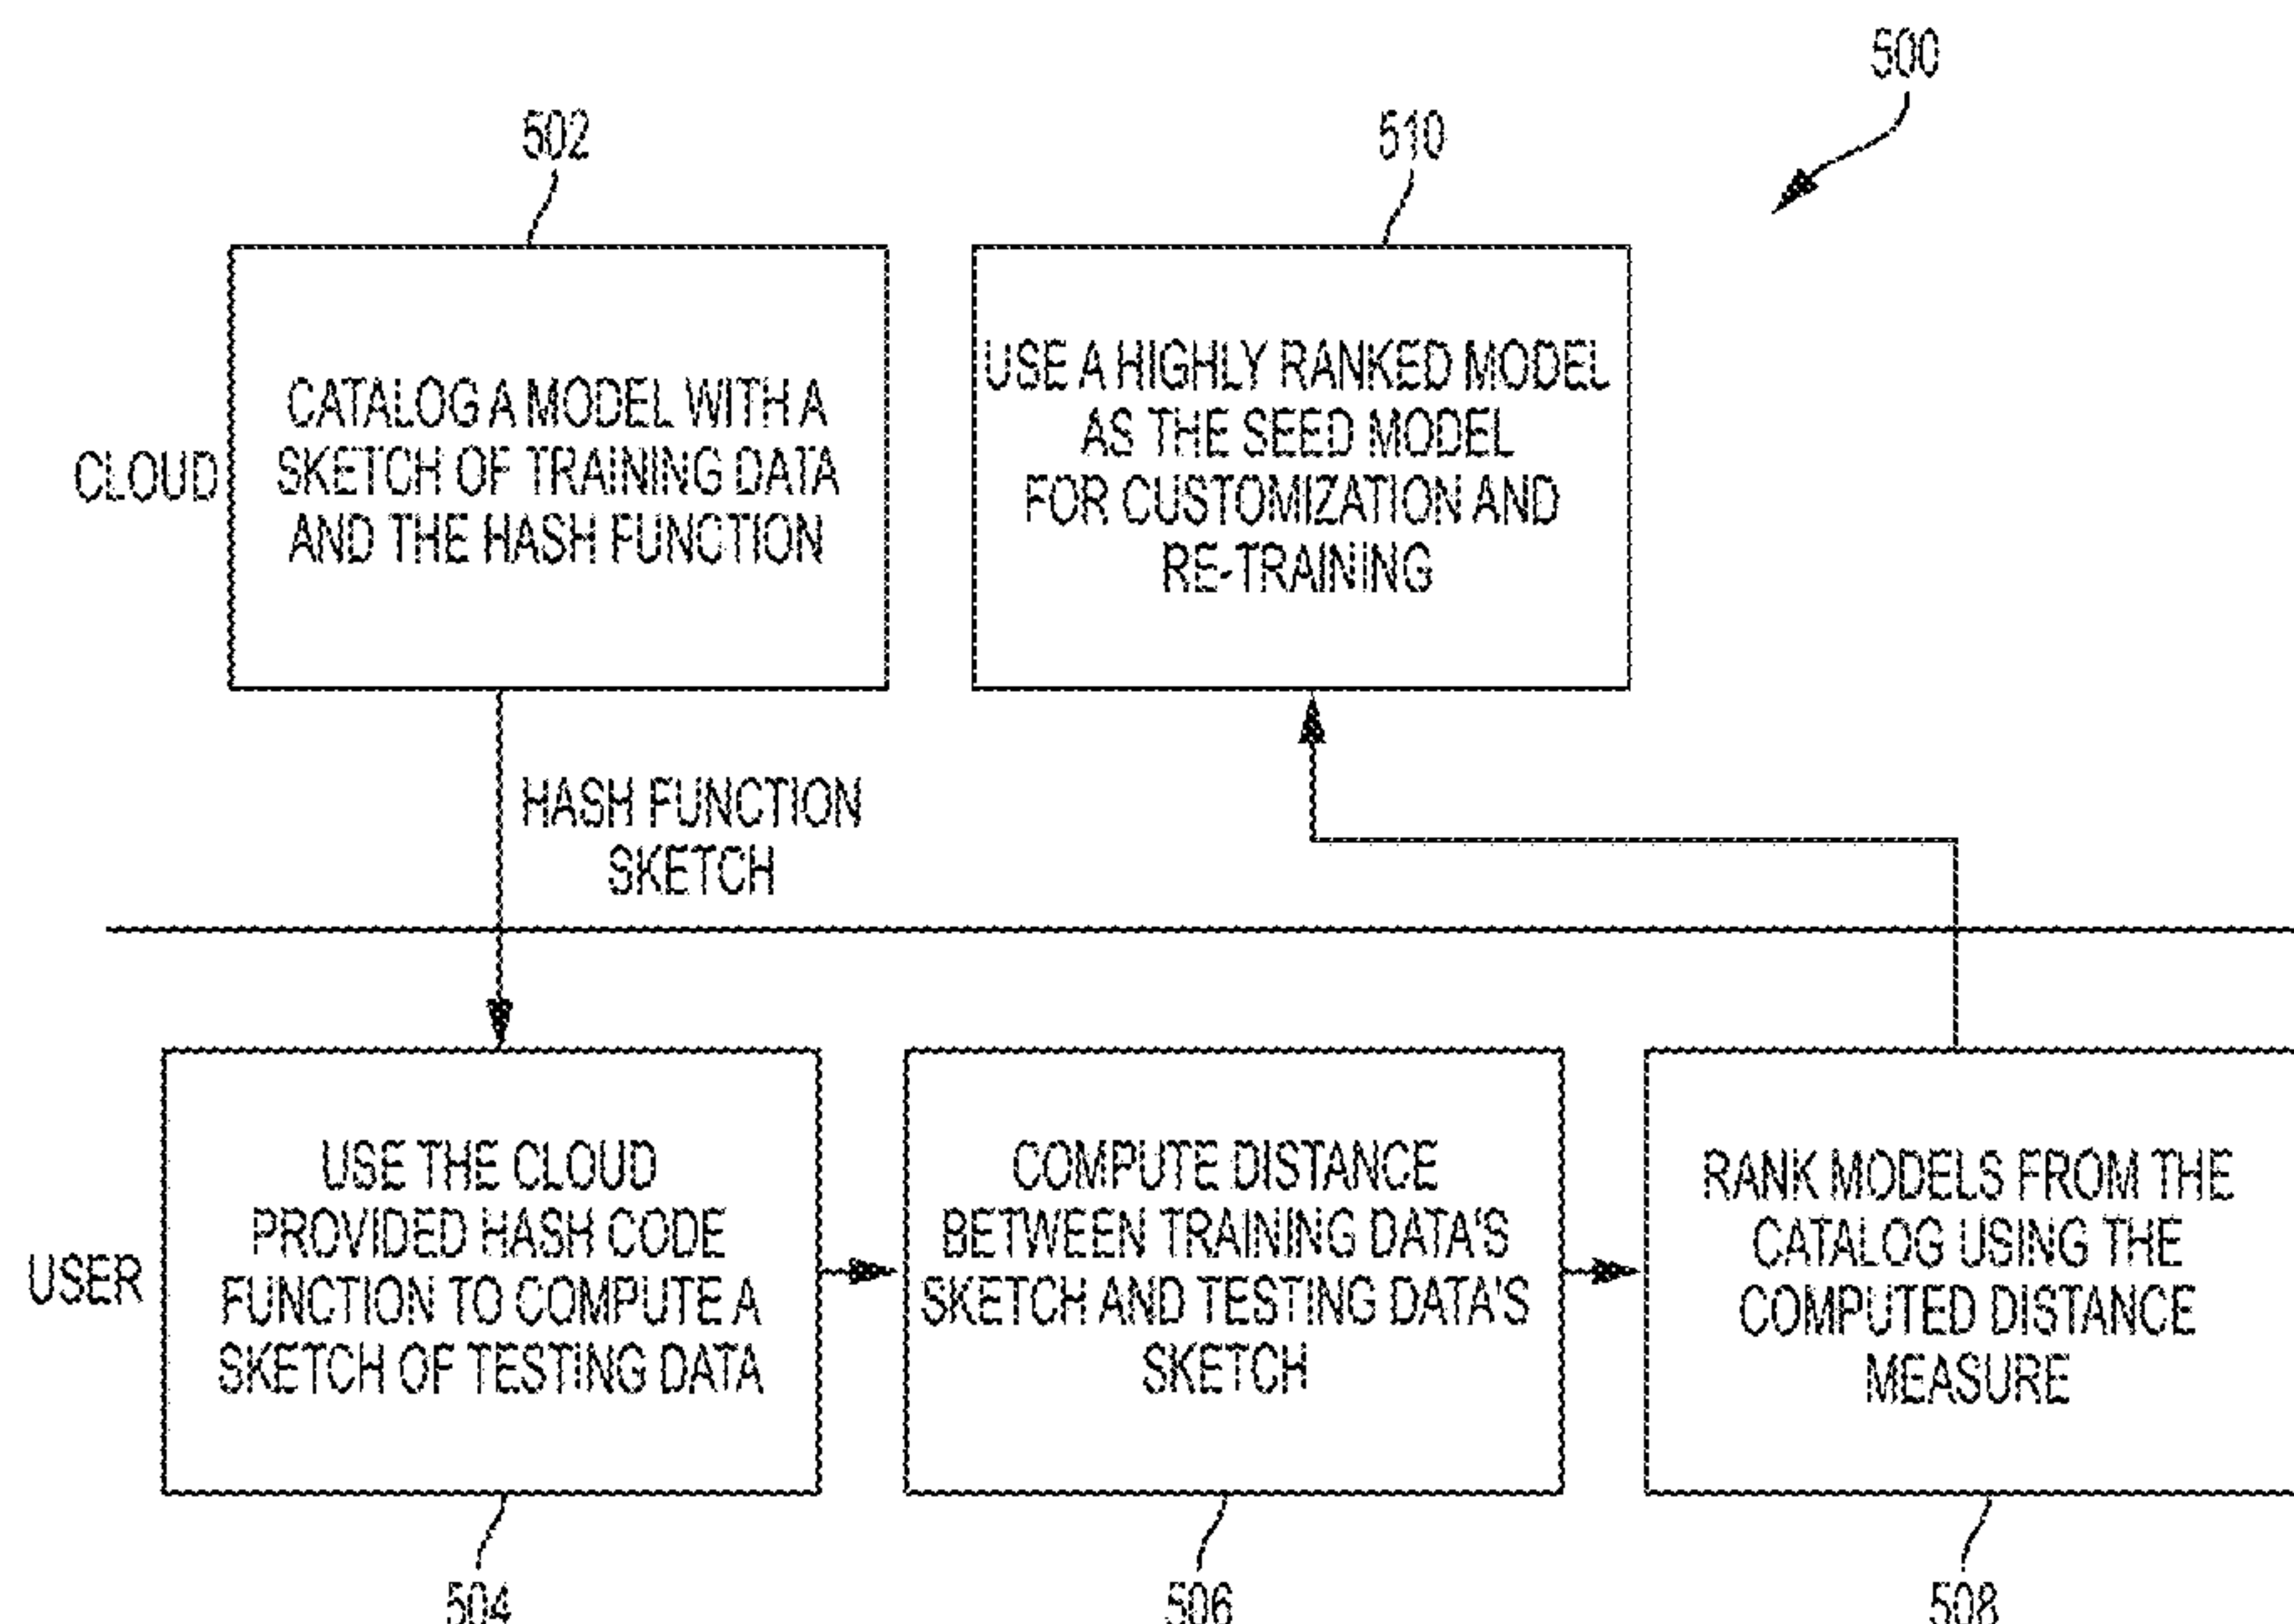 500
502
510
CLOUD
CATALOG A MODEL WITH A
SKETCH OF TRAINING DATA
AND THE HASH FUNCTION
USE A HIGHLY RANKED MODEL
AS THE SEED MODEL
FOR CUSTOMIZATION AND
RE-TRAINING
HASH FUNCTION
SKETCH
USER
USE THE CLOUD
PROVIDED HASH CODE
FUNCTION TO COMPUTE A
SKETCH OF TESTING DATA
COMPUTE DISTANCE
BETWEEN TRAINING DATA'S
SKETCH AND TESTING DATA'S
SKETCH
RANK MODELS FROM THE
CATALOG USING THE
COMPUTED DISTANCE
MEASURE
504
506
508